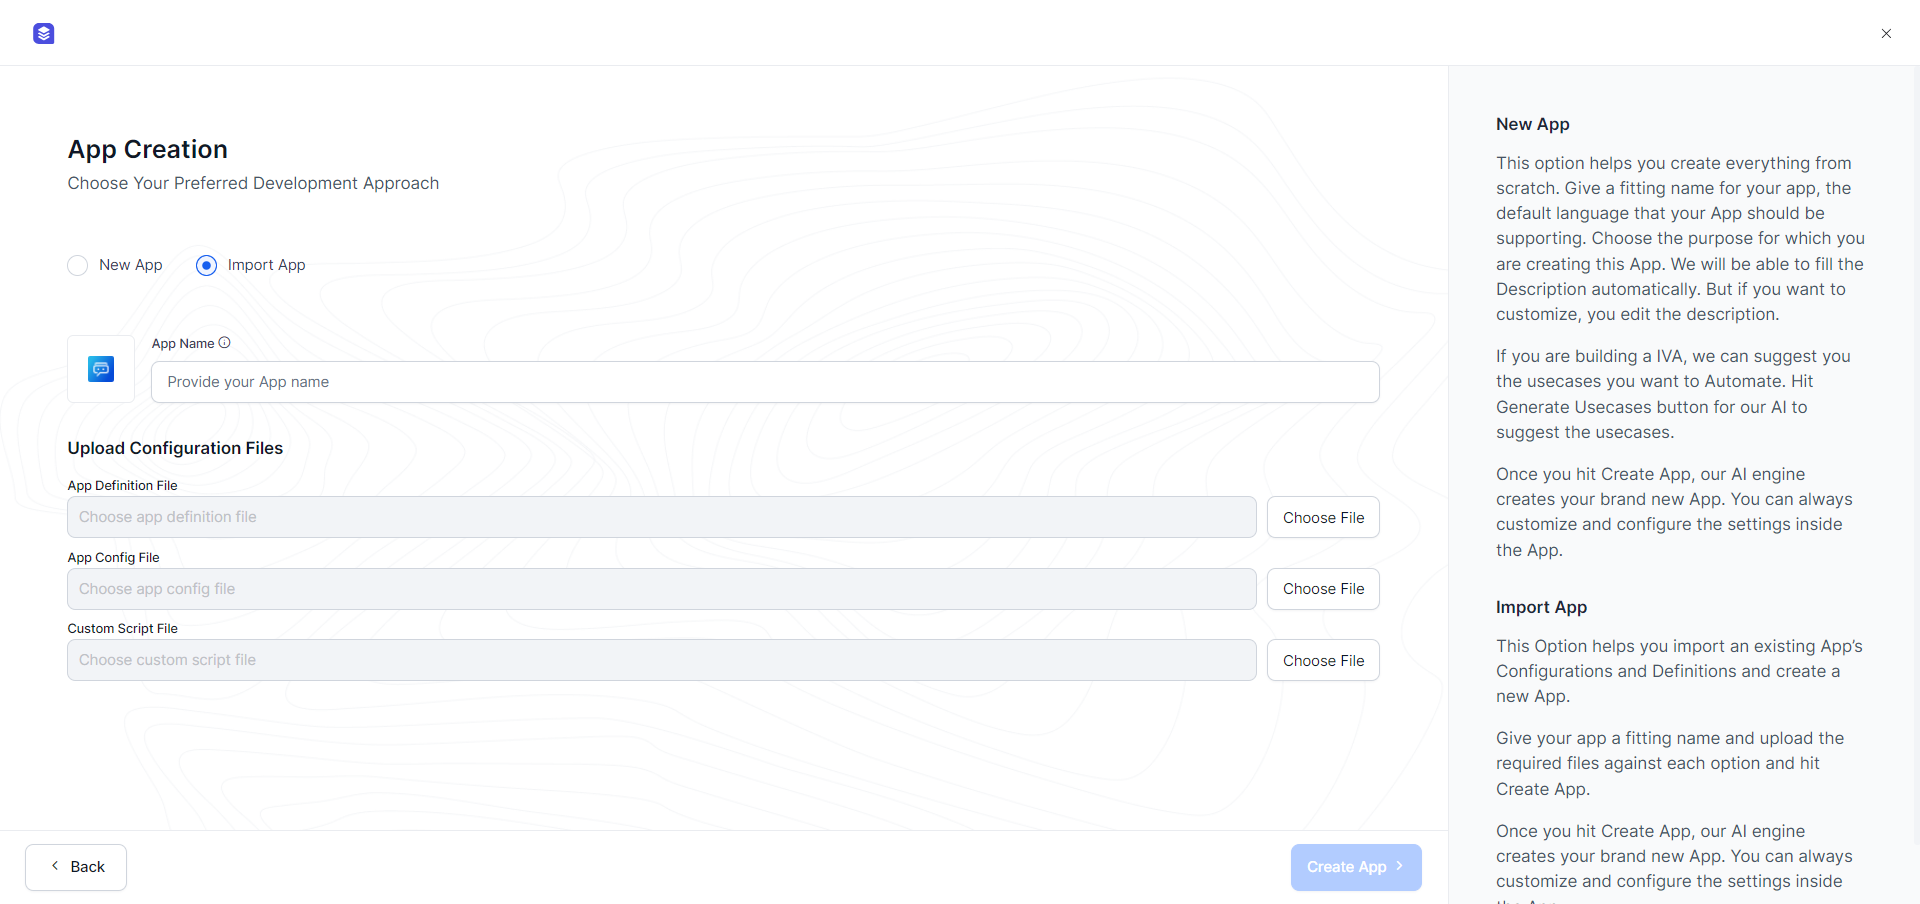 App Creation
Choose Your Preferred Development Approach
New App
Import App
App Name
Provide your App name
Upload Configuration Files
App Definition File
Choose app definition file
Choose File
App Config File
Choose app config file
Choose File
Custom Script File
Choose custom script file
Choose File
Back
Create App
New App
This option helps you create everything from
scratch. Give a fitting name for your app, the
default language that your App should be
supporting. Choose the purpose for which you
are creating this App. We will be able to fill the
Description automatically. But if you want to
customize, you edit the description.
If you are building a IVA, we can suggest you
the usecases you want to Automate. Hit
Generate Usecases button for our AI to
suggest the usecases.
Once you hit Create App, our AI engine
creates your brand new App. You can always
customize and configure the settings inside
the App.
Import App
This Option helps you import an existing App’s
Configurations and Definitions and create a
new App.
Give your app a fitting name and upload the
required files against each option and hit
Create App.
Once you hit Create App, our AI engine
creates your brand new App. You can always
customize and configure the settings inside